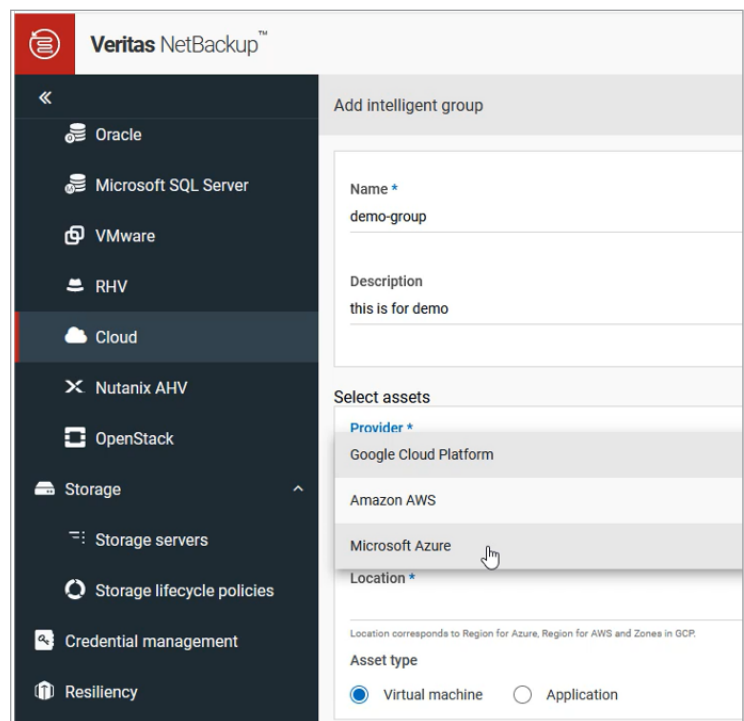 Veritas NetBackup™
Oracle
Microsoft SQL Server
VMware
RHV
Cloud
Nutanix AHV
OpenStack
Storage
Storage servers
Storage lifecycle policies
Credential management
Resiliency
Add intelligent group
Name *
demo-group
Description
this is for demo
Select assets
Provider *
Google Cloud Platform
Amazon AWS
Microsoft Azure
Location *
Location corresponds to Region for Azure, Region for AWS and Zones in GCP.
Asset type
Virtual machine Application